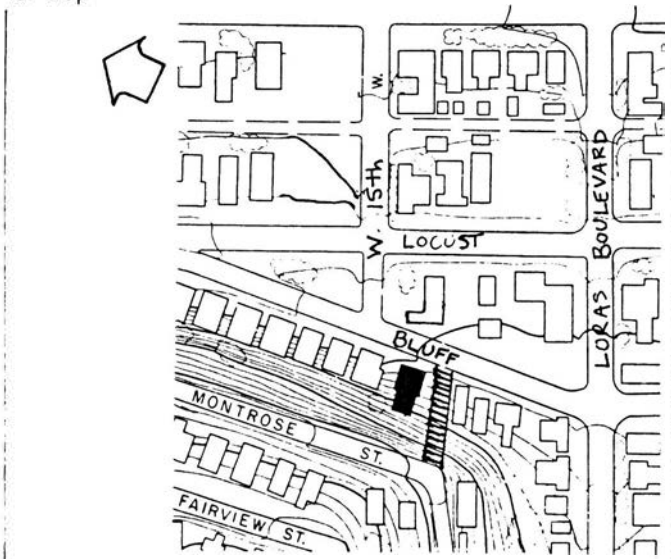 W. 15th
W. LOCUST
LORAS BOULEVARD
BLUFF
MONTROSE ST.
FAIRVIEW ST.